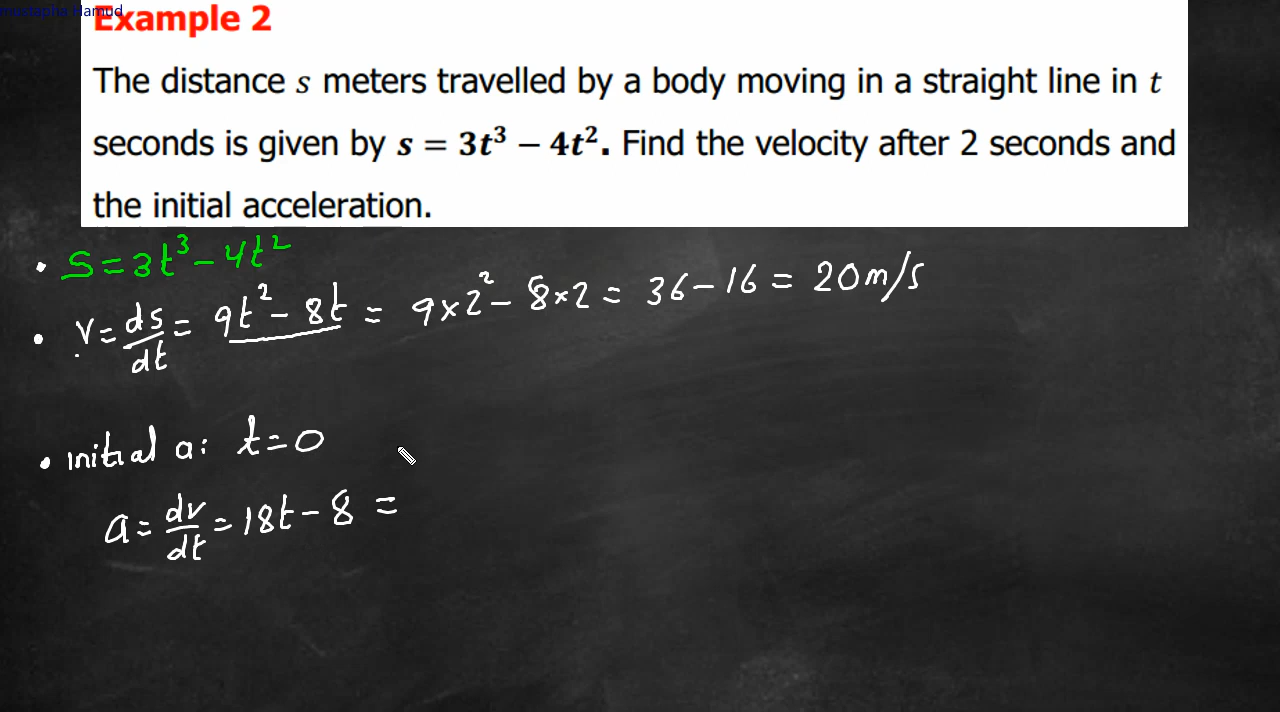 mustapha Hamud
Example 2
The distance s meters travelled by a body moving in a straight line in t
seconds is given by s = 3t³ − 4t². Find the velocity after 2 seconds and
the initial acceleration.
• S = 3t³ − 4t²
• v = ds/dt = 9t² − 8t = 9×2² − 8×2 = 36 − 16 = 20m/s
• initial a: t = 0
a = dv/dt = 18t − 8 =